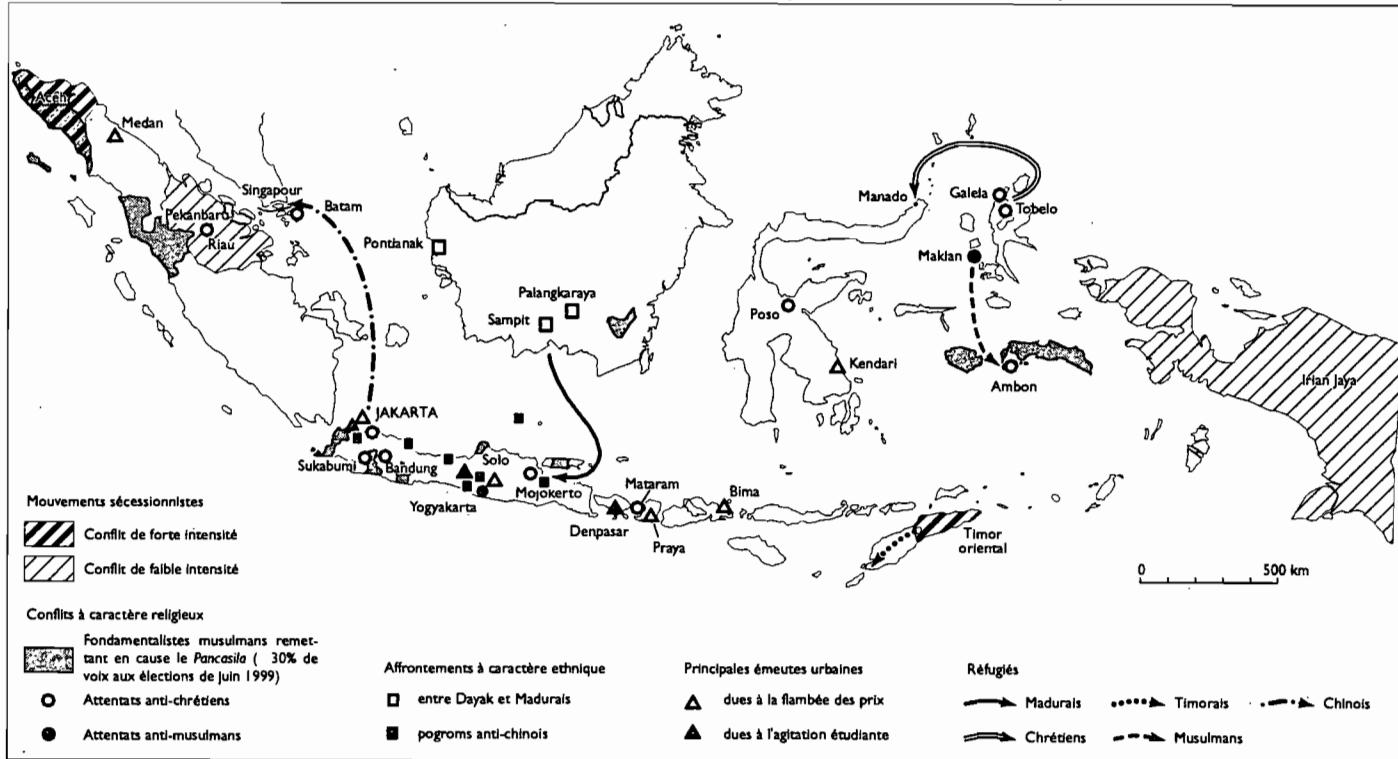 Aceh
Medan
Singapour
Batam
Pekanbaru
Riau
Pontianak
Palangkaraya
Sampit
Manado
Galela
Tobelo
Makian
Poso
Kendari
Ambon
Irian Jaya
JAKARTA
Sukabumi
Bandung
Solo
Mojokerto
Yogyakarta
Mataram
Bima
Denpasar
Praya
Timor
oriental
0 500 km
Mouvements sécessionnistes
Conflit de forte intensité
Conflit de faible intensité
Conflits à caractère religieux
Fondamentalistes musulmans remet-
tant en cause le Pancasila ( 30% de
voix aux élections de juin 1999)
Attentats anti-chrétiens
Attentats anti-musulmans
Affrontements à caractère ethnique
entre Dayak et Madurais
pogroms anti-chinois
Principales émeutes urbaines
dues à la flambée des prix
dues à l'agitation étudiante
Réfugiés
Madurais
Timorais
Chinois
Chrétiens
Musulmans